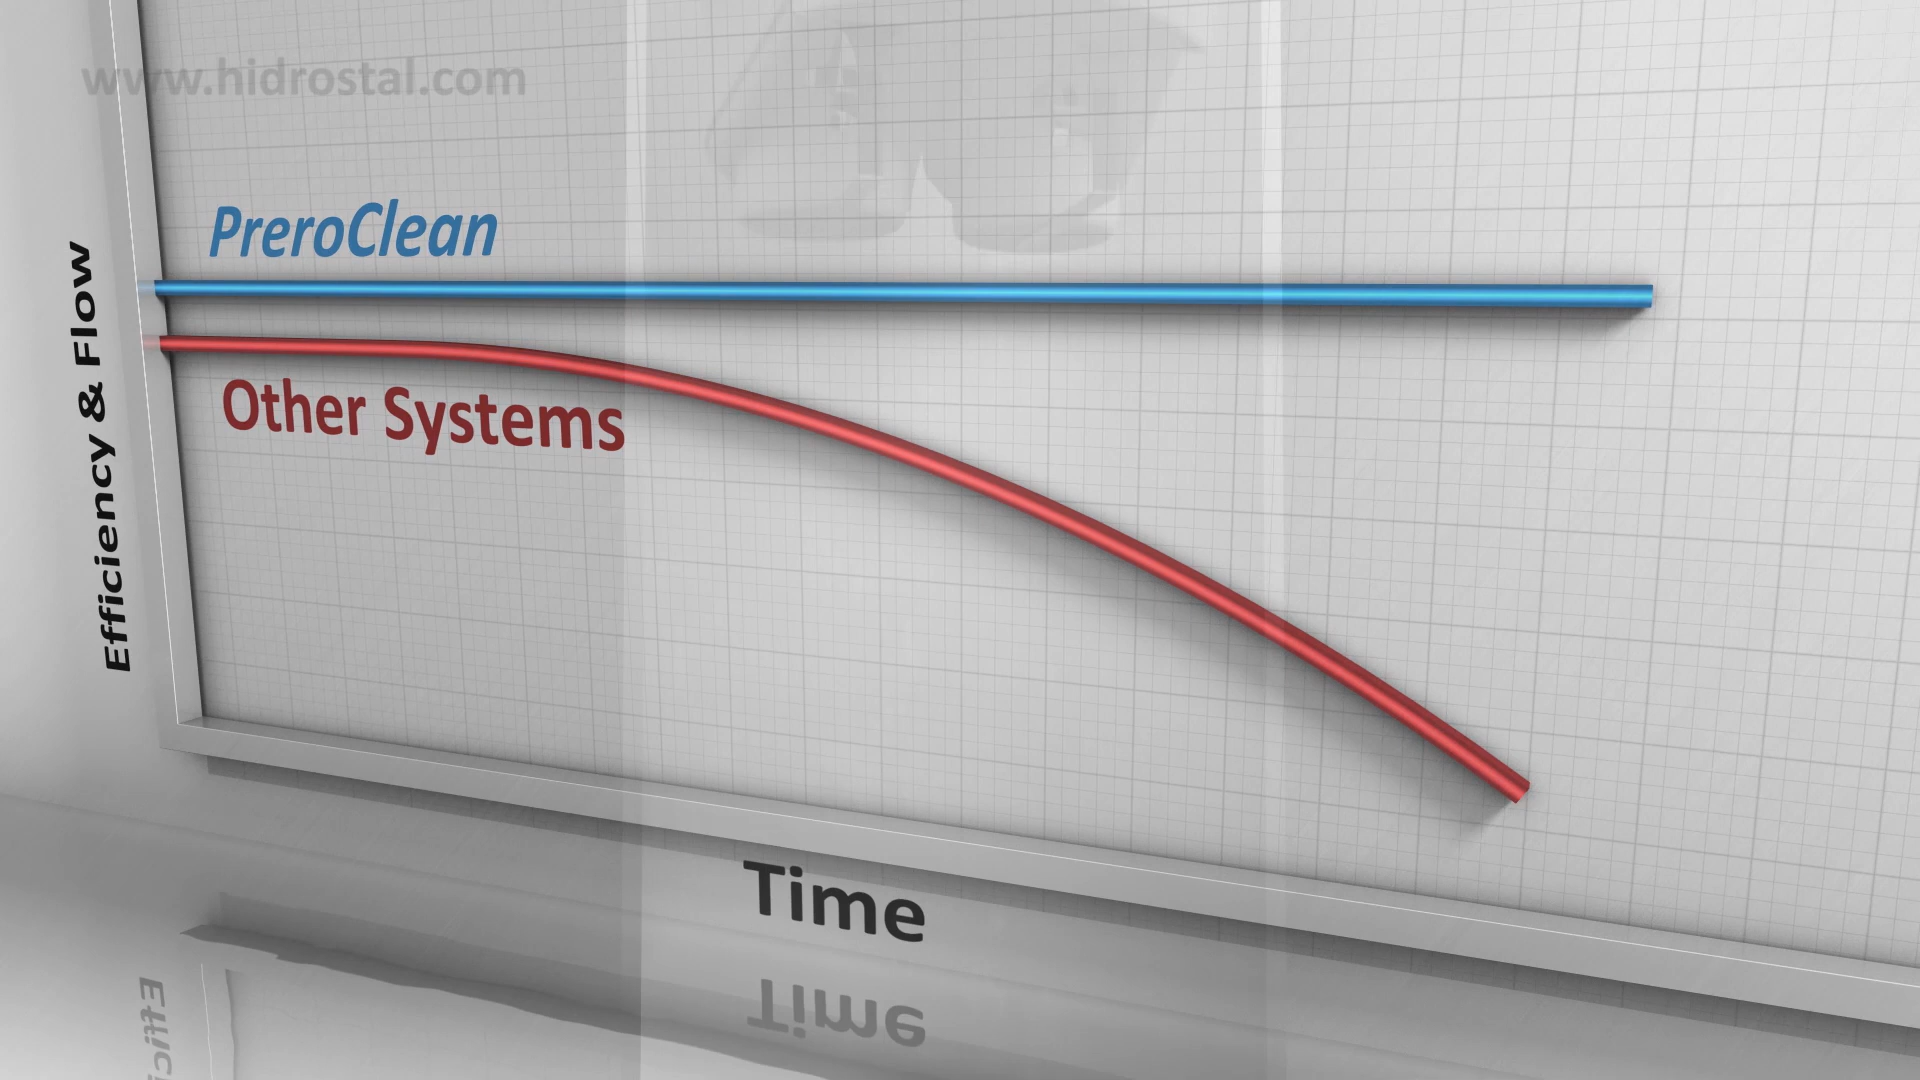 www.hidrostal.com
PreroClean
Efficiency & Flow
Other Systems
Time
Time